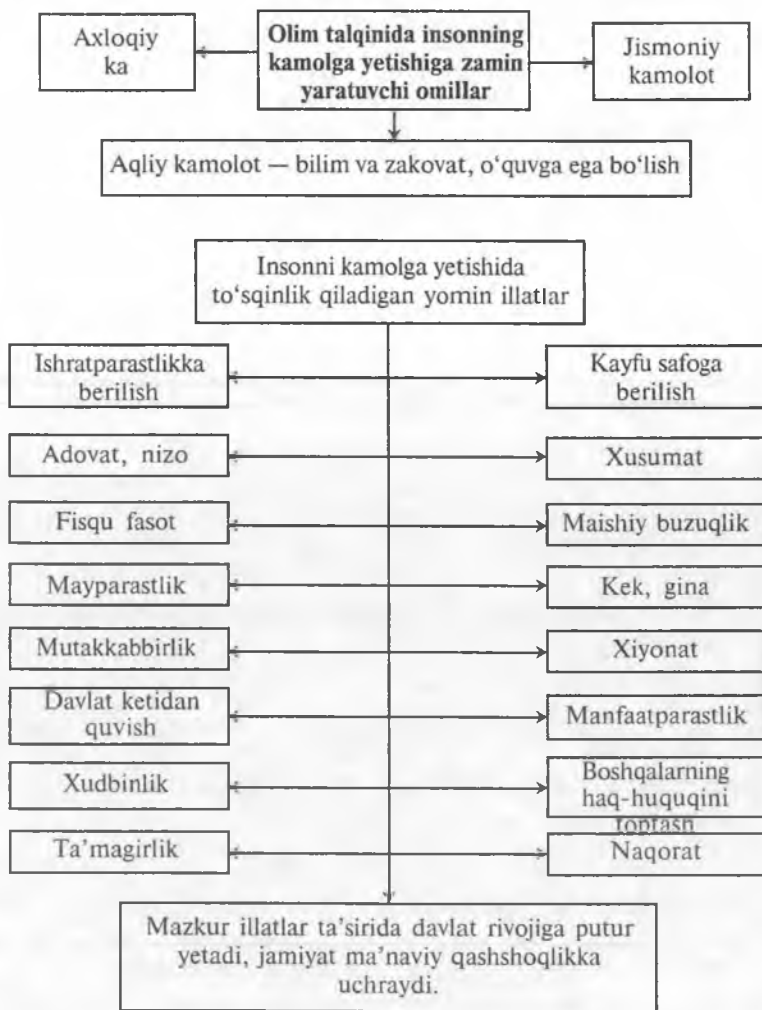 Axloqiy
ka
Olim talqinida insonning
kamolga yetishiga zamin
yaratuvchi omillar
Jismoniy
kamolot
Aqliy kamolot — bilim va zakovat, o‘quvga ega bo‘lish
Insonni kamolga yetishida
to‘sqinlik qiladigan yomin illatlar
Ishratparastlikka
berilish
Kayfu safoga
berilish
Adovat, nizo
Xusumat
Fisqu fasot
Maishiy buzuqlik
Mayparastlik
Kek, gina
Mutakkabbirlik
Xiyonat
Davlat ketidan
quvish
Manfaatparastlik
Xudbinlik
Boshqalarning
haq-huquqini
Ta’magirlik
Naqorat
Mazkur illatlar ta’sirida davlat rivojiga putur
yetadi, jamiyat ma’naviy qashshoqlikka
uchraydi.